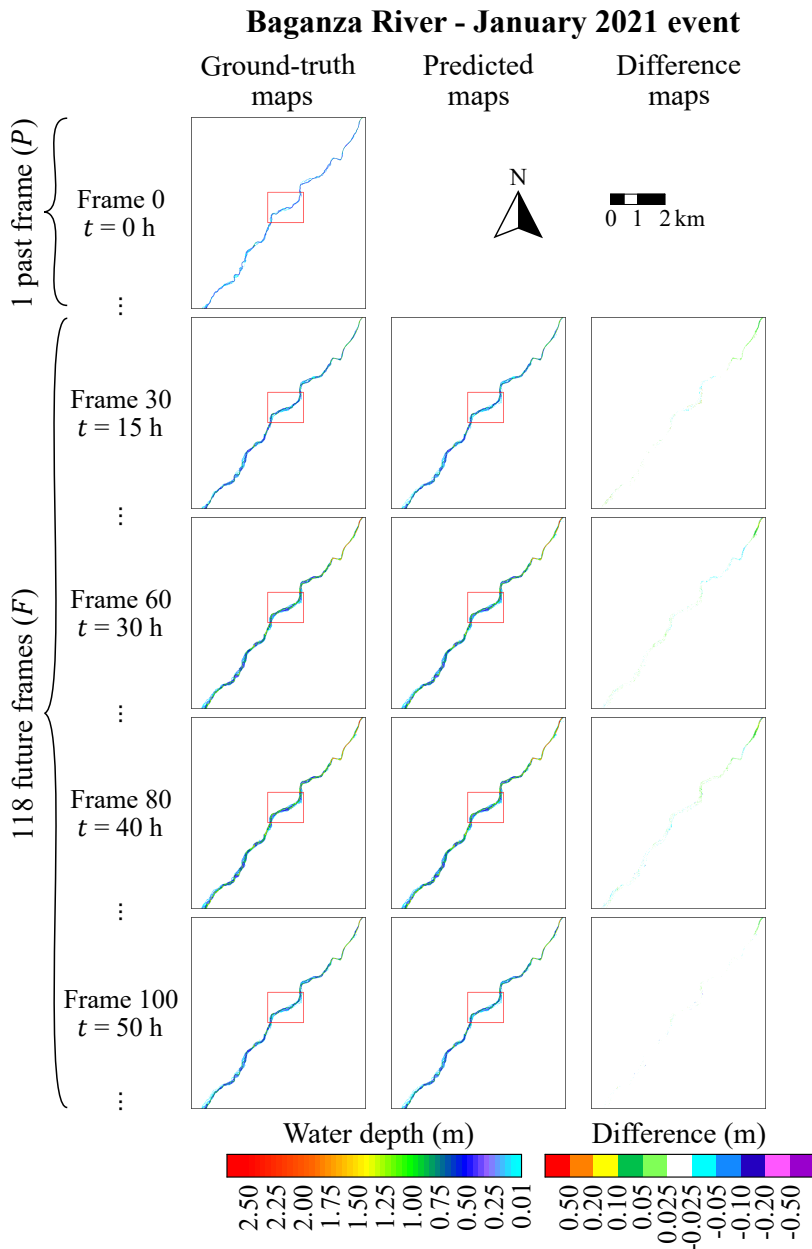 Baganza River - January 2021 event
Ground-truth
maps
Predicted
maps
Difference
maps
1 past frame (P)
Frame 0
t = 0 h
⋮
N
0 1 2 km
118 future frames (F)
Frame 30
t = 15 h
⋮
Frame 60
t = 30 h
⋮
Frame 80
t = 40 h
⋮
Frame 100
t = 50 h
⋮
Water depth (m)
2.50 2.00 1.75 1.50 1.25 1.00 0.75 0.50 0.25 0.01
Difference (m)
0.50 0.20 0.10 0.05 0.025 -0.025 -0.05 -0.10 -0.20 -0.50